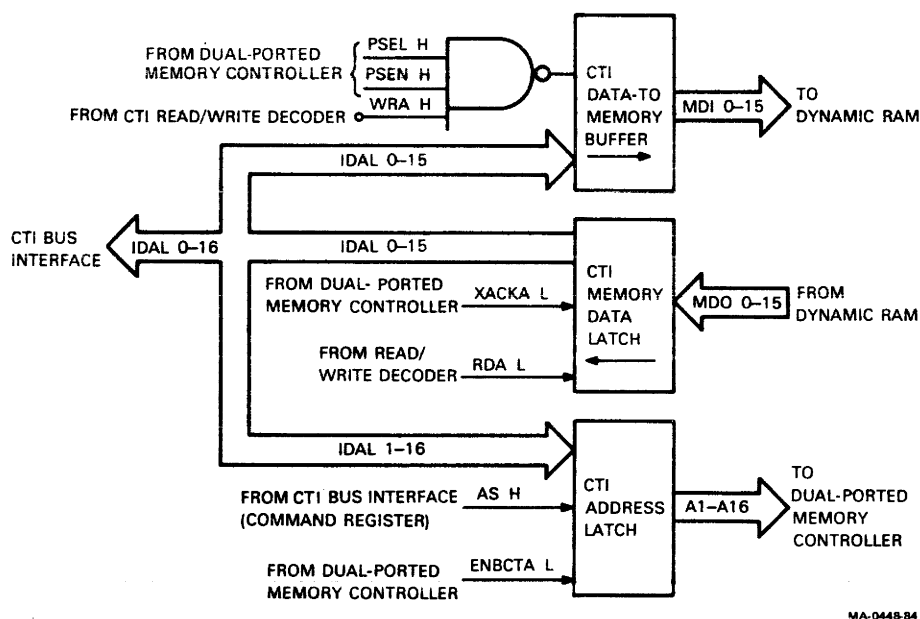 FROM DUAL-PORTED
MEMORY CONTROLLER
PSEL H
PSEN H
WRA H
FROM CTI READ/WRITE DECODER
CTI
DATA-TO
MEMORY
BUFFER
MDI 0–15
TO
DYNAMIC RAM
IDAL 0–15
CTI BUS
INTERFACE
IDAL 0–16
IDAL 0–15
FROM DUAL- PORTED
MEMORY CONTROLLER
XACKA L
FROM READ/
WRITE DECODER
RDA L
CTI
MEMORY
DATA
LATCH
MDO 0–15
FROM
DYNAMIC RAM
IDAL 1–16
FROM CTI BUS INTERFACE
(COMMAND REGISTER)
AS H
FROM DUAL-PORTED
MEMORY CONTROLLER
ENBCTA L
CTI
ADDRESS
LATCH
A1–A16
TO
DUAL-PORTED
MEMORY
CONTROLLER
MA-0448-84